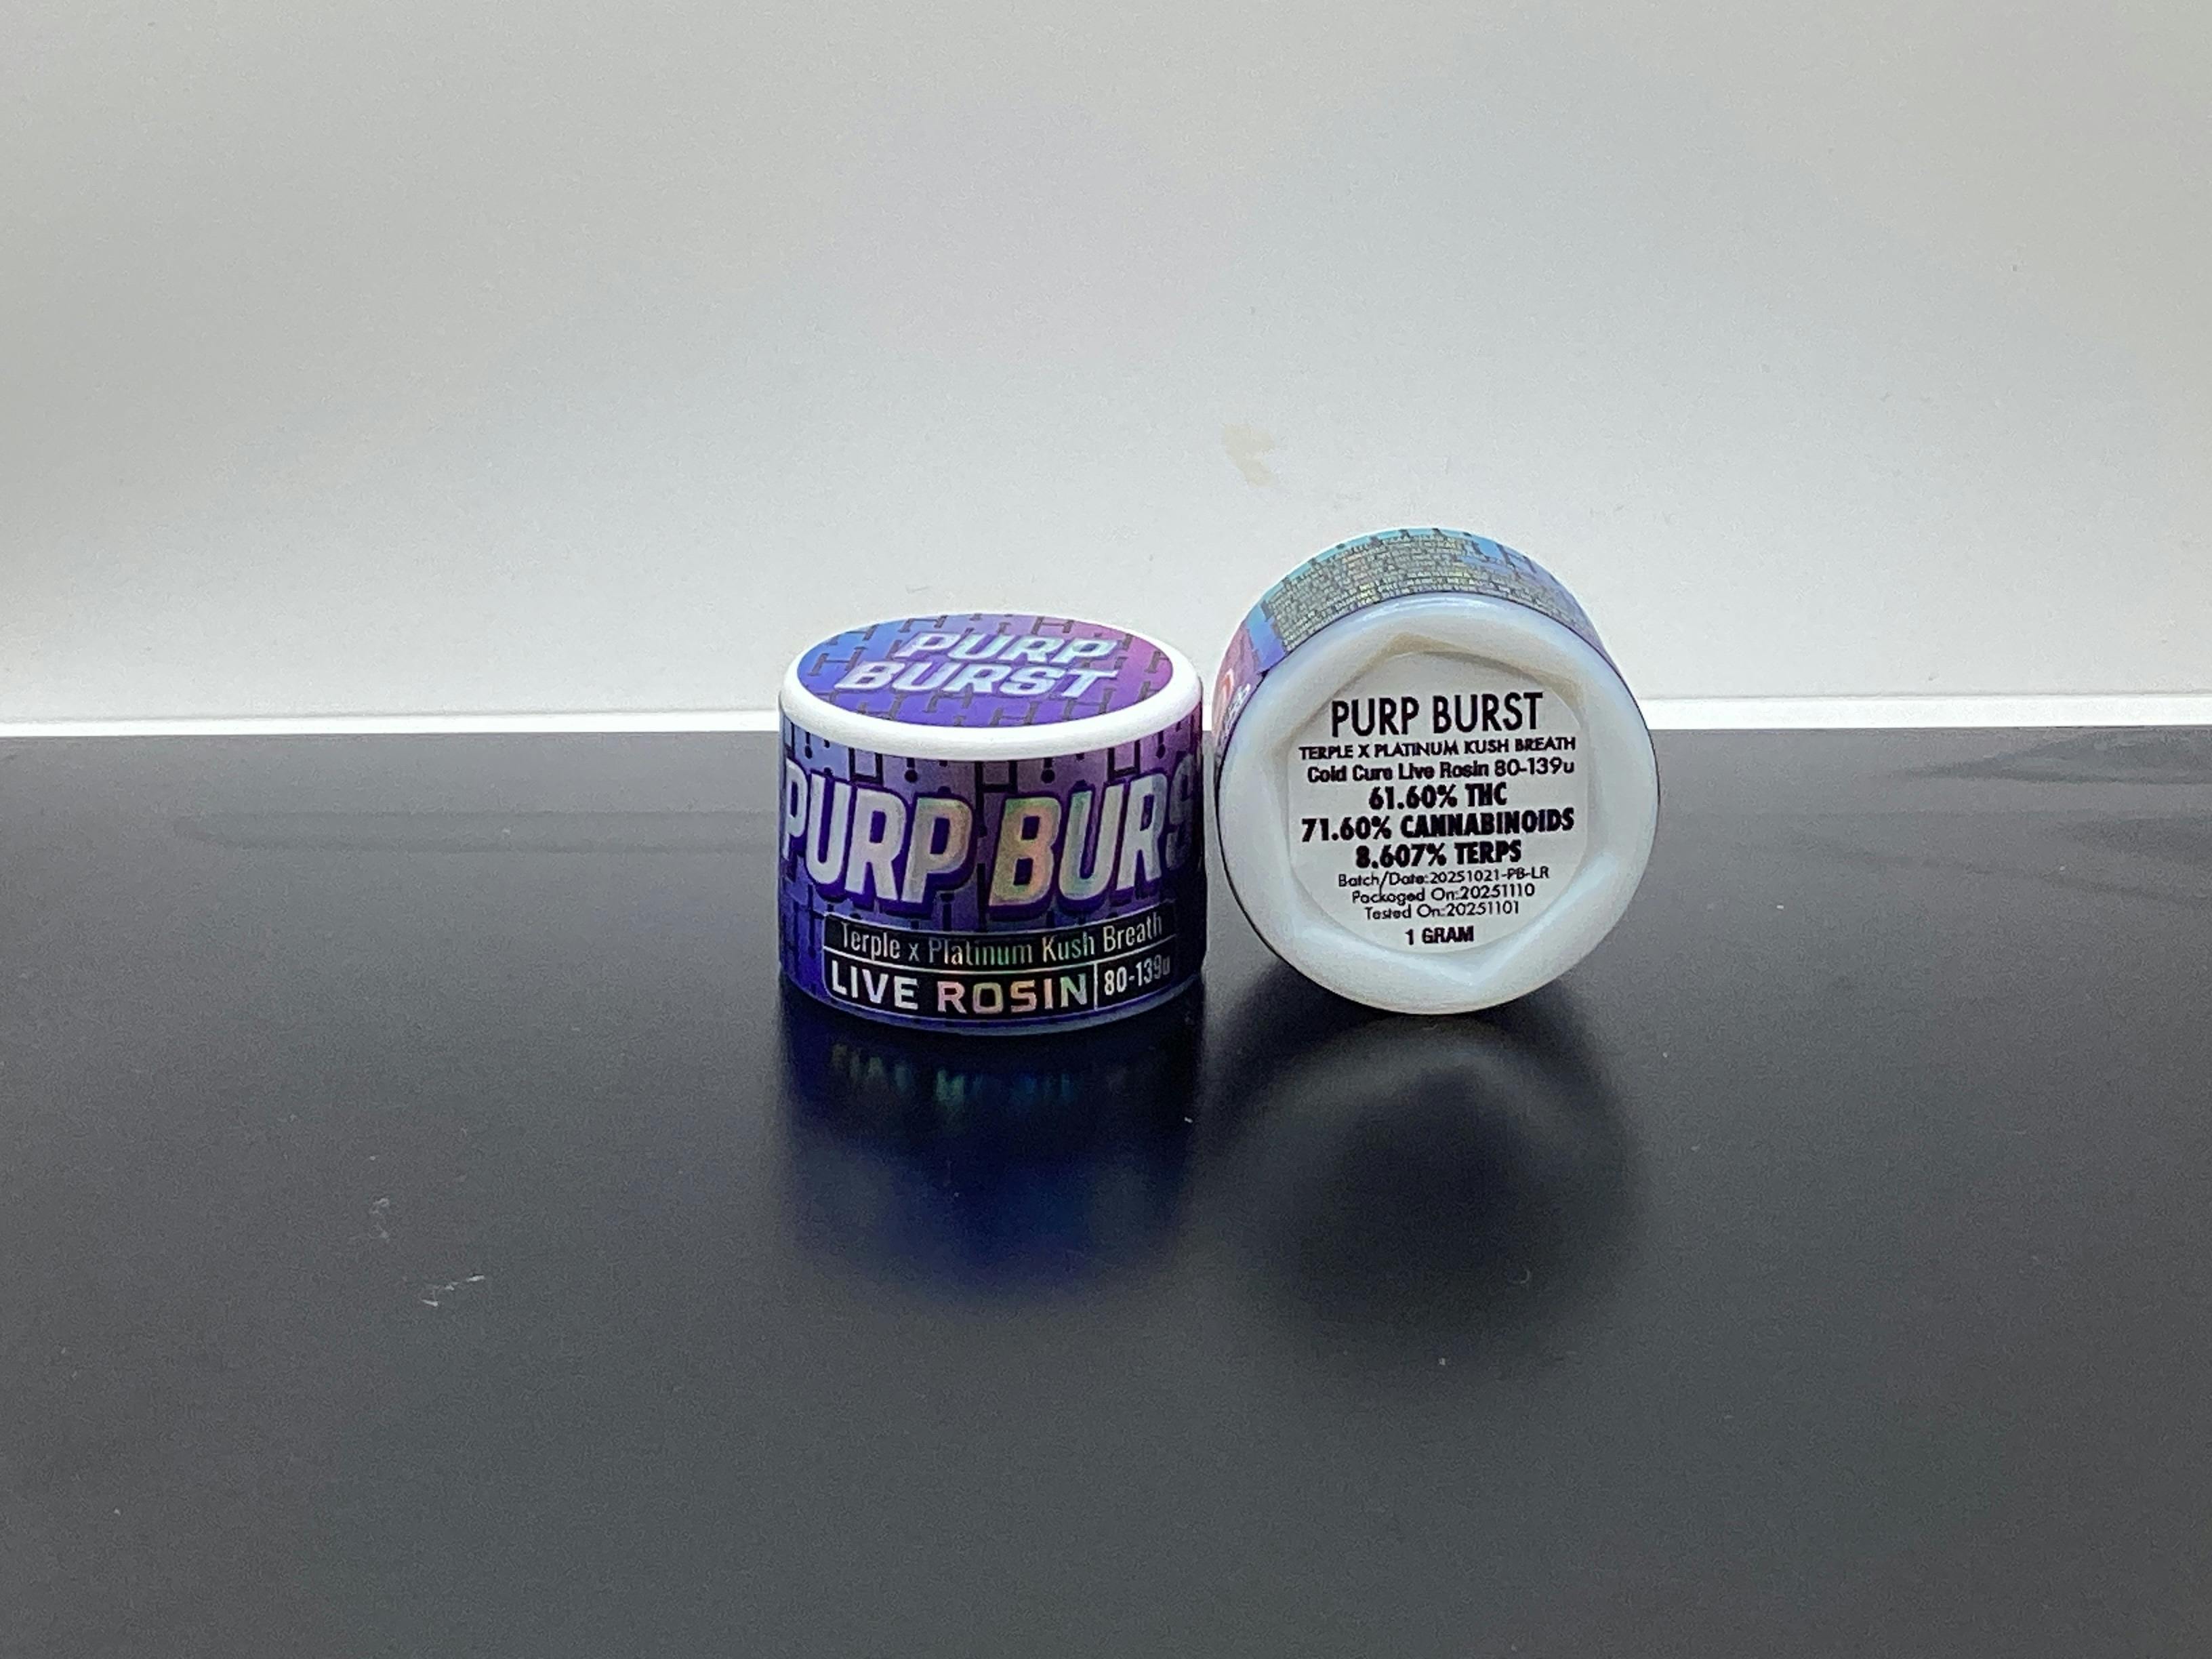 PURP
BURST
PURP BURS
Terple x Platinum Kush Breath
LIVE ROSIN 80-139u
PURP BURST
TERPLE X PLATINUM KUSH BREATH
Cold Cure Live Rosin 80-139u
61.60% THC
71.60% CANNABINOIDS
8.607% TERPS
Batch/Date:20251021-PB-LR
Packaged On:20251110
Tested On:20251101
1 GRAM